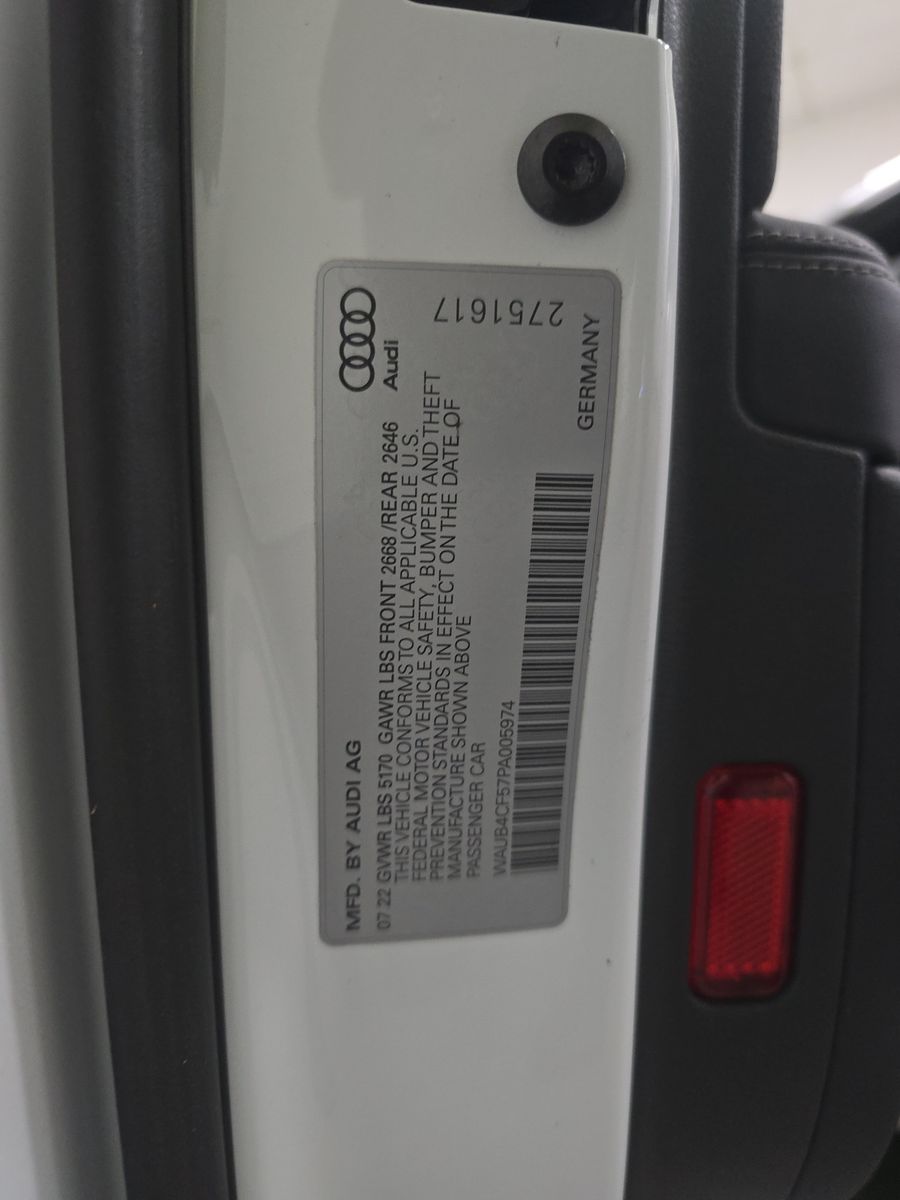 MFD. BY AUDI AG
Audi
07 22 GVWR LBS 5170 GAWR LBS FRONT 2668 /REAR 2646
THIS VEHICLE CONFORMS TO ALL APPLICABLE U.S.
FEDERAL MOTOR VEHICLE SAFETY, BUMPER AND THEFT
PREVENTION STANDARDS IN EFFECT ON THE DATE OF
MANUFACTURE SHOWN ABOVE
PASSENGER CAR
WAUB4CF57PA005974
2751617
GERMANY